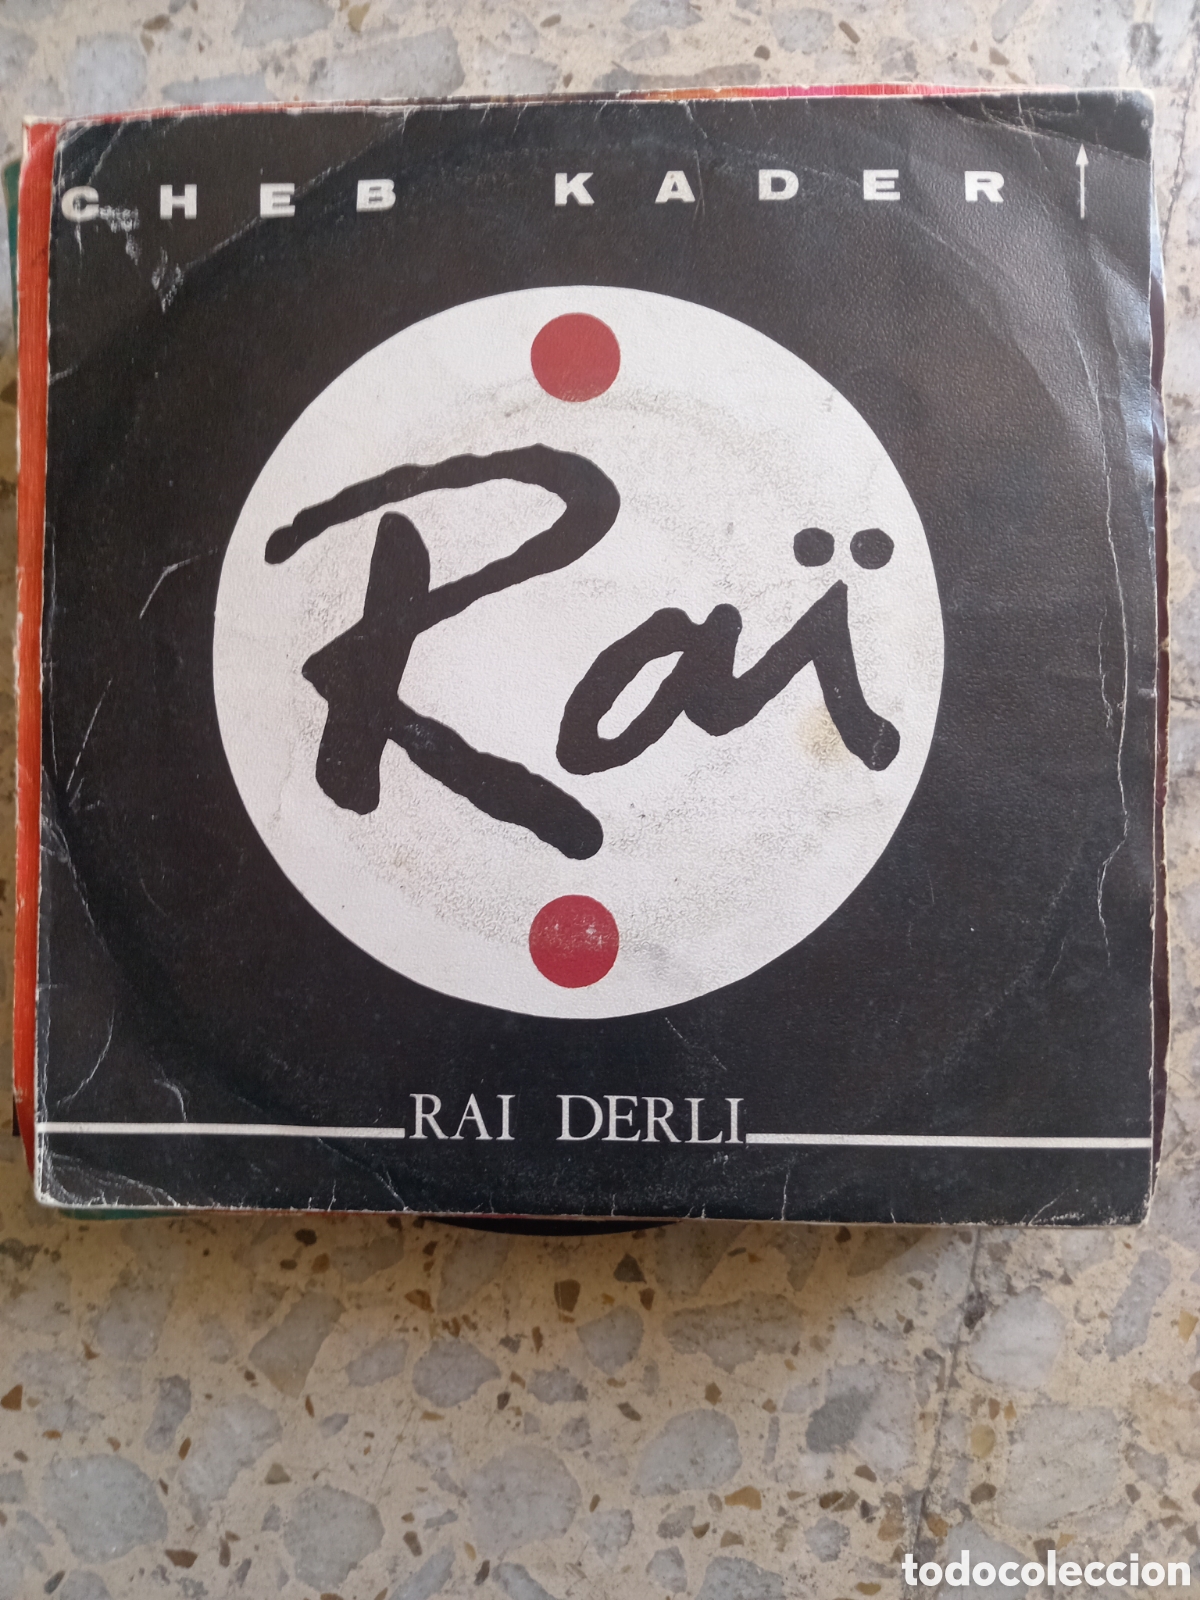 CHEB KADER
Raï
RAI DERLI
todocoleccion